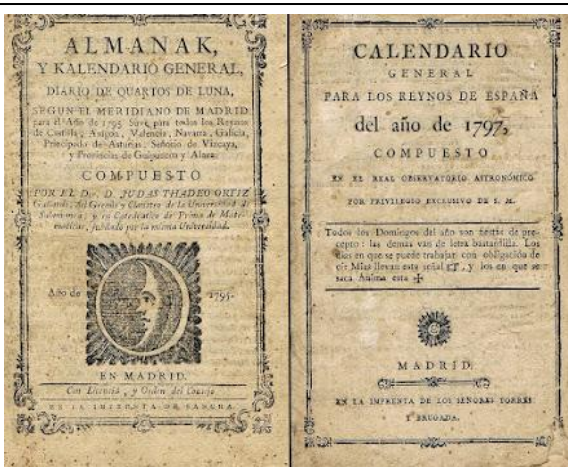 ALMANAK,
Y KALENDARIO GENERAL,
DIARIO DE QUARTOS DE LUNA,
SEGUN EL MERIDIANO DE MADRID
para el Año de 1795 Sirve para todos los Reynos
de Castilla, Aragon, Valencia, Navarra, Galicia,
Principado de Asturias, Señorio de Vizcaya,
y Provincias de Guipuzcoa y Alava.
COMPUESTO
POR EL D. D. JUDAS THADEO ORTIZ
Gallardo, del Gremio y Claustro de la Universidad de
Salamanca, y su Catedratico de Prima de Mate-
maticas, jubilado por la misma Universidad.
Año de 1795.
EN MADRID.
Con Licencia, y Orden del Consejo
EN LA IMPRENTA DE
CALENDARIO
GENERAL
PARA LOS REYNOS DE ESPAÑA
del año de 1797,
COMPUESTO
EN EL REAL OBSERVATORIO ASTRONÓMICO
POR PRIVILEGIO EXCLUSIVO DE S. M.
Todos los Domingos del año son fiestas de pre-
cepto: las demas van de letra bastardilla. Los
dias en que se puede trabajar con obligacion de
oir Misa llevan esta señal, y los en que se
saca Anima esta ✠
MADRID.
EN LA IMPRENTA DE LOS SEÑORES TORRES
Y BRUGADA.